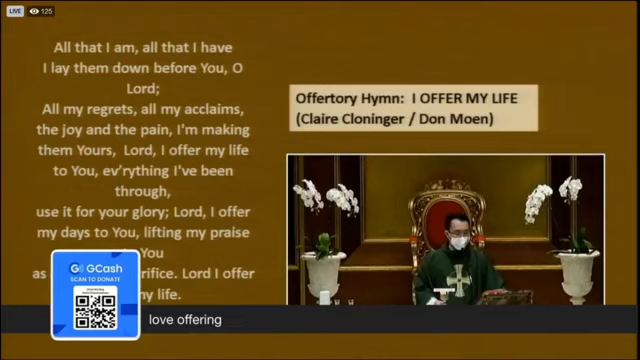 LIVE 125
All that I am, all that I have
I lay them down before You, O
Lord;
All my regrets, all my acclaims,
the joy and the pain, I'm making
them Yours, Lord, I offer my life
to You, ev'rything I've been
through,
use it for your glory; Lord, I offer
my days to You, lifting my praise
You
as
Lord I offer
life.
Offertory Hymn: I OFFER MY LIFE
(Claire Cloninger / Don Moen)
GCash
SCAN TO DONATE
love offering